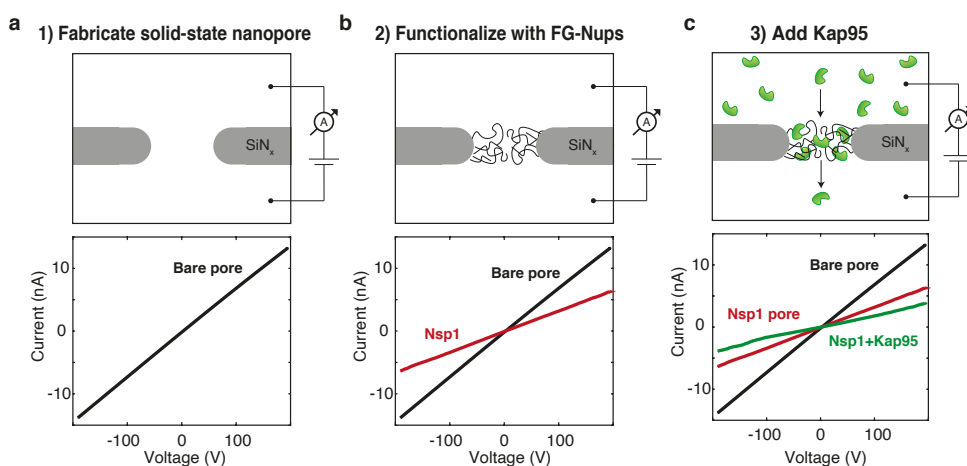 a
1) Fabricate solid-state nanopore
A
SiNx
10
0
-10
Current (nA)
Bare pore
-100
0
100
Voltage (V)
b
2) Functionalize with FG-Nups
A
SiNx
10
0
-10
Current (nA)
Bare pore
Nsp1
-100
0
100
Voltage (V)
c
3) Add Kap95
A
SiNx
10
0
-10
Current (nA)
Bare pore
Nsp1 pore
Nsp1+Kap95
-100
0
100
Voltage (V)